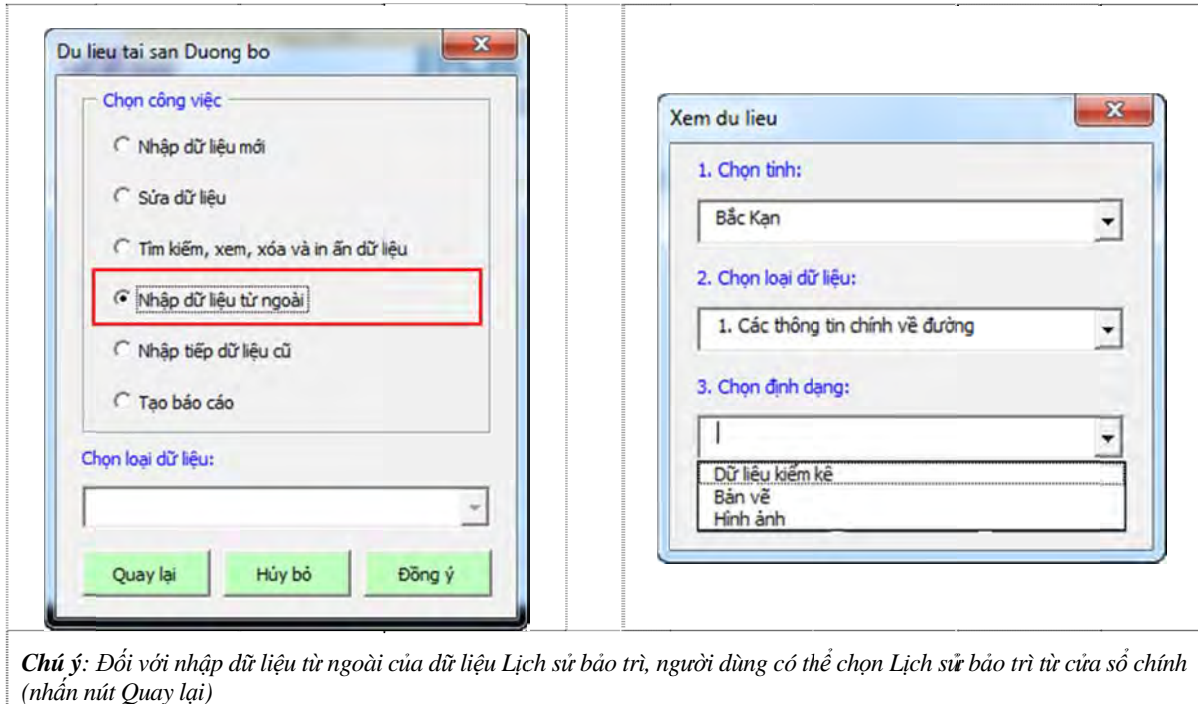 Du lieu tai san Duong bo
Chọn công việc
Nhập dữ liệu mới
Sửa dữ liệu
Tìm kiếm, xem, xóa và in ấn dữ liệu
Nhập dữ liệu từ ngoài
Nhập tiếp dữ liệu cũ
Tạo báo cáo
Chọn loại dữ liệu:
Quay lại
Hủy bỏ
Đồng ý
Xem du lieu
1. Chọn tỉnh:
Bắc Kạn
2. Chọn loại dữ liệu:
1. Các thông tin chính về đường
3. Chọn định dạng:
Dữ liệu kiểm kê
Bản vẽ
Hình ảnh
Chú ý: Đối với nhập dữ liệu từ ngoài của dữ liệu Lịch sử bảo trì, người dùng có thể chọn Lịch sử bảo trì từ cửa sổ chính
(nhấn nút Quay lại)